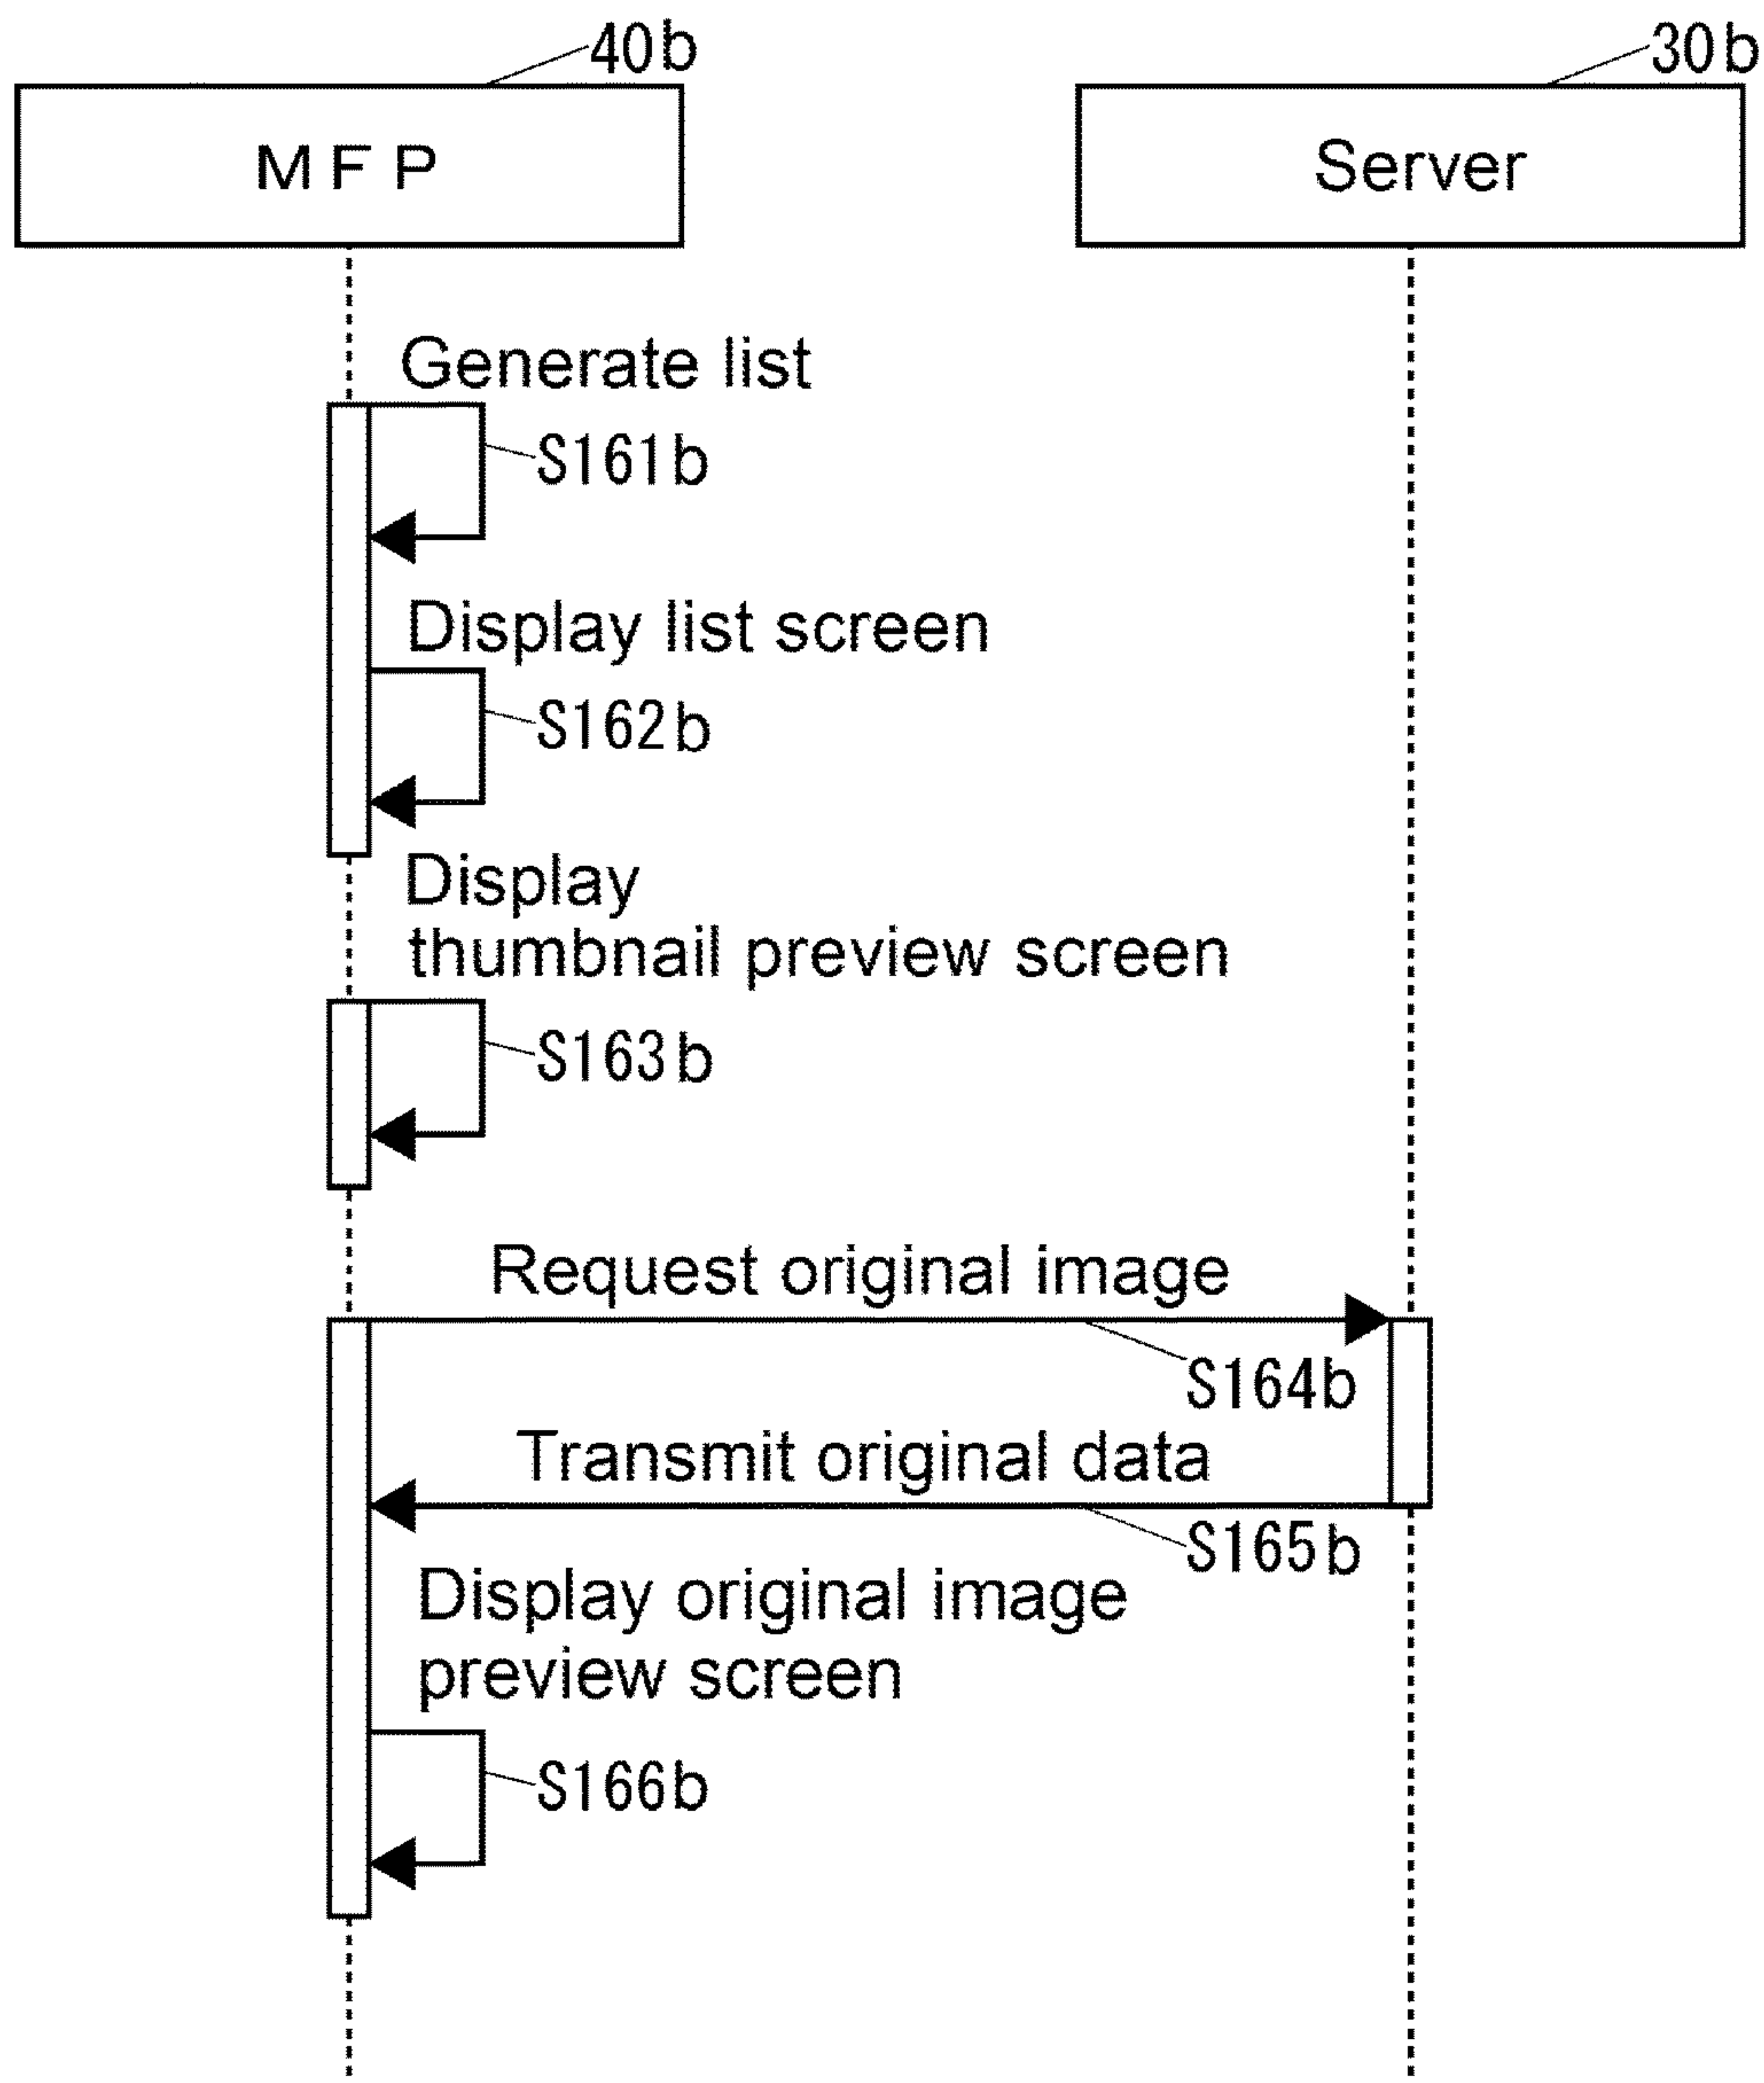 40b
30b
MFP
Server
Generate list
S161b
Display list screen
S162b
Display
thumbnail preview screen
S163b
Request original image
S164b
Transmit original data
S165b
Display original image
preview screen
S166b